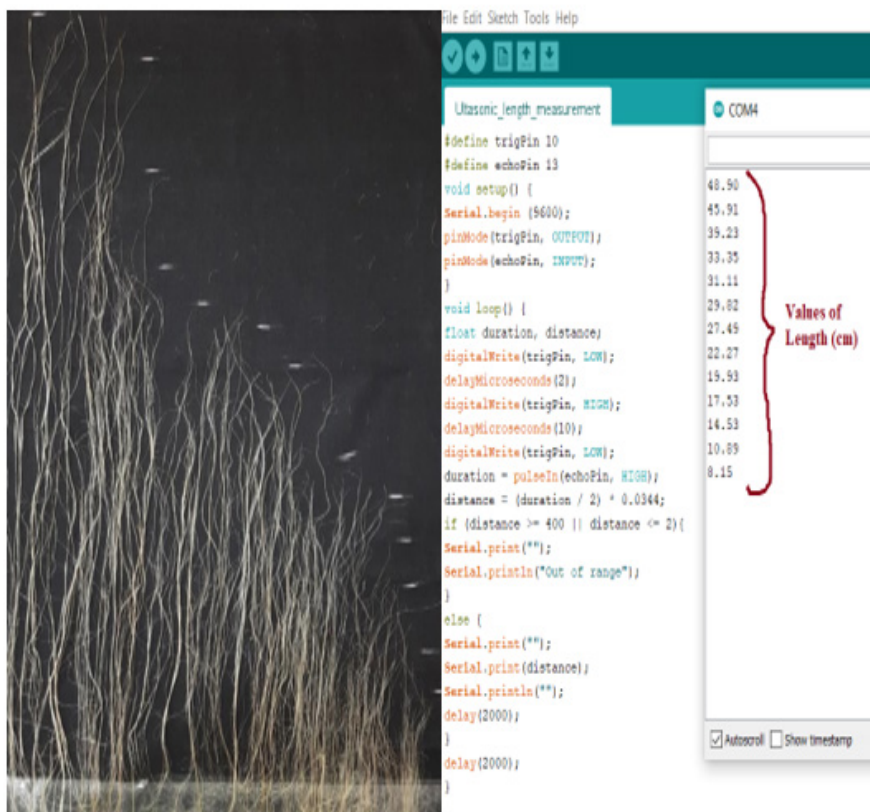 File Edit Sketch Tools Help
Utasonic_length_measurement
#define trigPin 10
#define echoPin 13
void setup() {
Serial.begin (9600);
pinMode(trigPin, OUTPUT);
pinMode(echoPin, INPUT);
}
void loop() {
float duration, distance;
digitalWrite(trigPin, LOW);
delayMicroseconds(2);
digitalWrite(trigPin, HIGH);
delayMicroseconds(10);
digitalWrite(trigPin, LOW);
duration = pulseIn(echoPin, HIGH);
distance = (duration / 2) * 0.0344;
if (distance >= 400 || distance <= 2){
Serial.print("");
Serial.println("Out of range");
}
else {
Serial.print("");
Serial.print(distance);
Serial.println("");
delay(2000);
}
delay(2000);
}
COM4
48.90
45.91
39.23
33.35
31.11
29.82
27.49
22.27
19.93
17.53
14.53
10.89
8.15
Values of
Length (cm)
Autoscroll Show timestamp